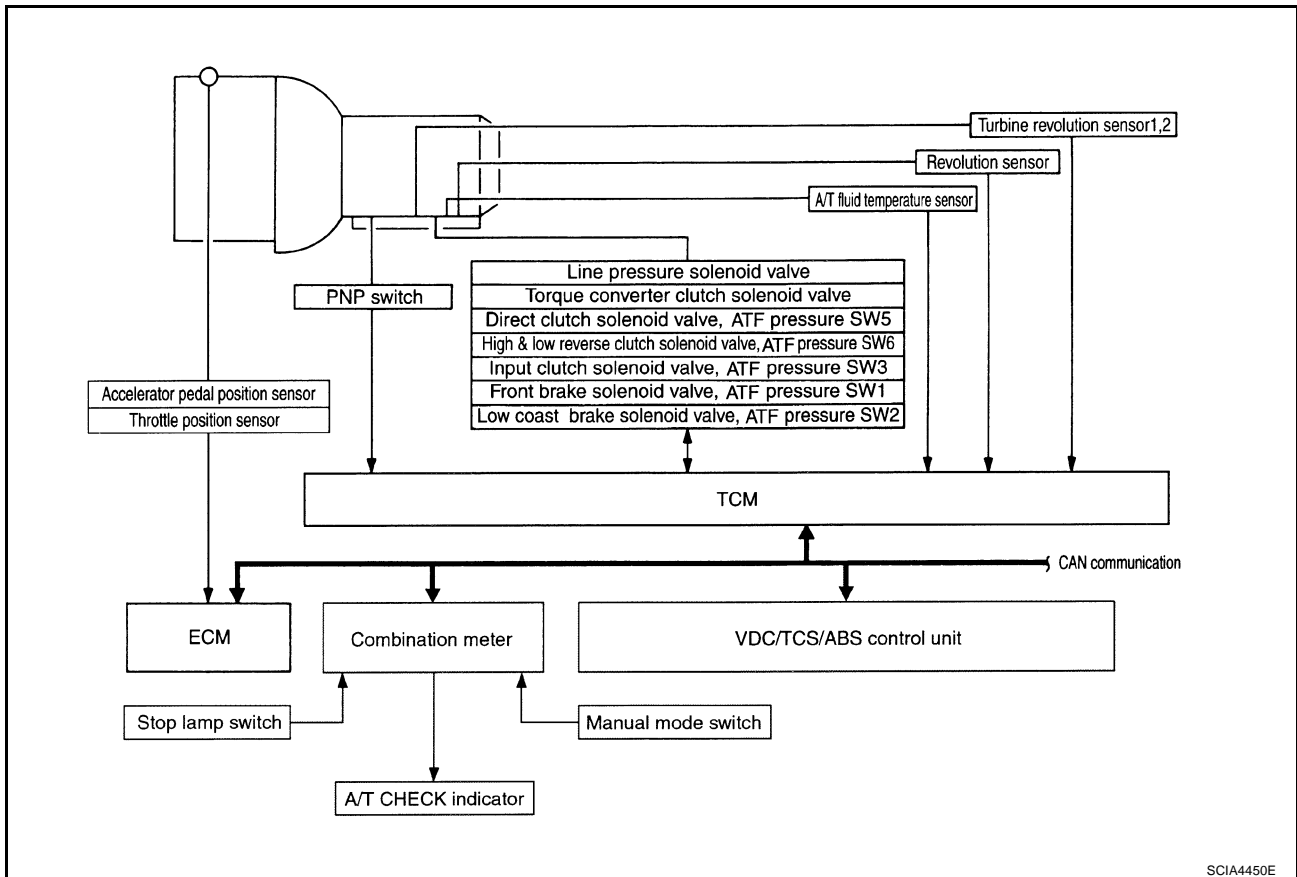 Turbine revolution sensor1,2
Revolution sensor
A/T fluid temperature sensor
Line pressure solenoid valve
PNP switch
Torque converter clutch solenoid valve
Direct clutch solenoid valve, ATF pressure SW5
High & low reverse clutch solenoid valve, ATF pressure SW6
Input clutch solenoid valve, ATF pressure SW3
Front brake solenoid valve, ATF pressure SW1
Low coast brake solenoid valve, ATF pressure SW2
Accelerator pedal position sensor
Throttle position sensor
TCM
CAN communication
ECM
Combination meter
VDC/TCS/ABS control unit
Stop lamp switch
Manual mode switch
A/T CHECK indicator
SCIA4450E